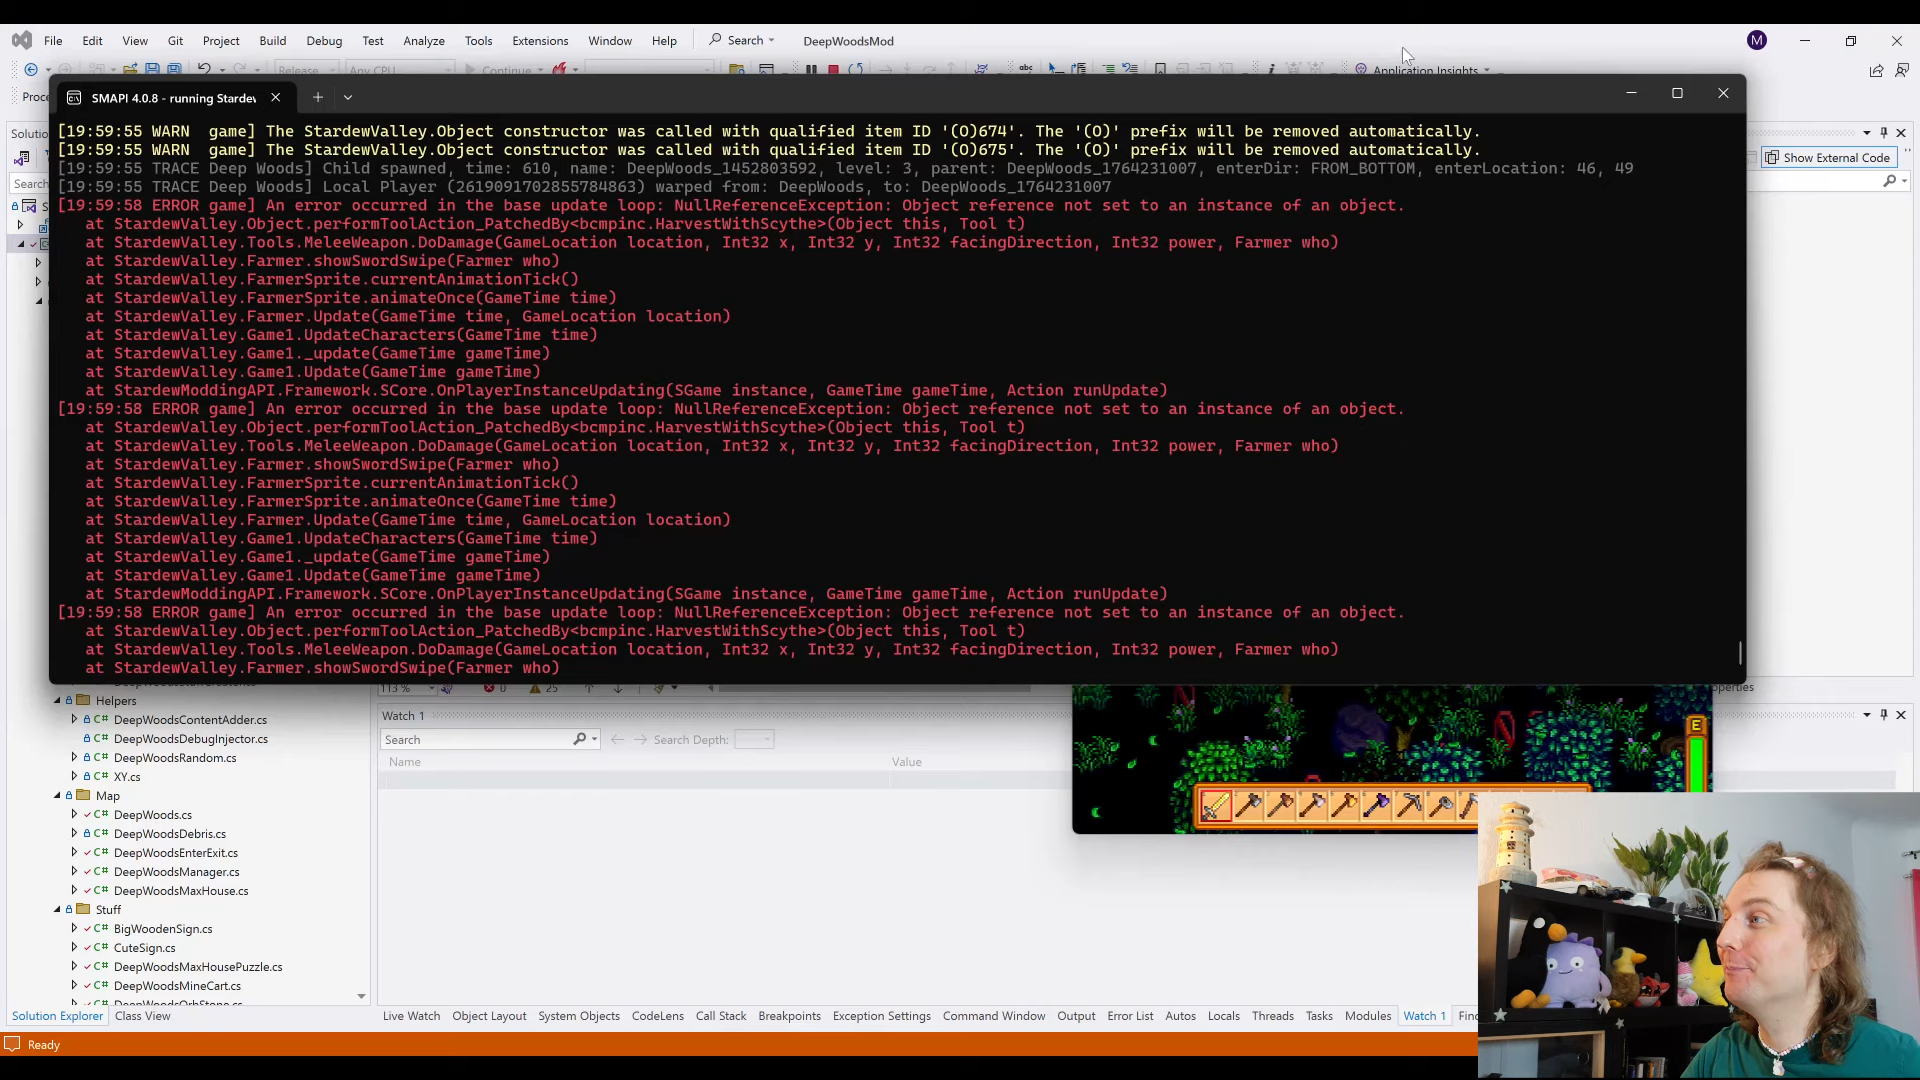 File Edit View Git Project Build Debug Test Analyze Tools Extensions Window Help Search DeepWoodsMod M
Release Any CPU Continue Application Insights
Proce
SMAPI 4.0.8 - running Stardev
Solution
Show External Code
Sear
[19:59:55 WARN  game] The StardewValley.Object constructor was called with qualified item ID '(O)674'. The '(O)' prefix will be removed automatically.
[19:59:55 WARN  game] The StardewValley.Object constructor was called with qualified item ID '(O)675'. The '(O)' prefix will be removed automatically.
[19:59:55 TRACE Deep Woods] Child spawned, time: 610, name: DeepWoods_1452803592, level: 3, parent: DeepWoods_1764231007, enterDir: FROM_BOTTOM, enterLocation: 46, 49
[19:59:55 TRACE Deep Woods] Local Player (2619091702855784863) warped from: DeepWoods, to: DeepWoods_1764231007
[19:59:58 ERROR game] An error occurred in the base update loop: NullReferenceException: Object reference not set to an instance of an object.
at StardewValley.Object.performToolAction_PatchedBy<bcmpinc.HarvestWithScythe>(Object this, Tool t)
at StardewValley.Tools.MeleeWeapon.DoDamage(GameLocation location, Int32 x, Int32 y, Int32 facingDirection, Int32 power, Farmer who)
at StardewValley.Farmer.showSwordSwipe(Farmer who)
at StardewValley.FarmerSprite.currentAnimationTick()
at StardewValley.FarmerSprite.animateOnce(GameTime time)
at StardewValley.Farmer.Update(GameTime time, GameLocation location)
at StardewValley.Game1.UpdateCharacters(GameTime time)
at StardewValley.Game1._update(GameTime gameTime)
at StardewValley.Game1.Update(GameTime gameTime)
at StardewModdingAPI.Framework.SCore.OnPlayerInstanceUpdating(SGame instance, GameTime gameTime, Action runUpdate)
[19:59:58 ERROR game] An error occurred in the base update loop: NullReferenceException: Object reference not set to an instance of an object.
at StardewValley.Object.performToolAction_PatchedBy<bcmpinc.HarvestWithScythe>(Object this, Tool t)
at StardewValley.Tools.MeleeWeapon.DoDamage(GameLocation location, Int32 x, Int32 y, Int32 facingDirection, Int32 power, Farmer who)
at StardewValley.Farmer.showSwordSwipe(Farmer who)
at StardewValley.FarmerSprite.currentAnimationTick()
at StardewValley.FarmerSprite.animateOnce(GameTime time)
at StardewValley.Farmer.Update(GameTime time, GameLocation location)
at StardewValley.Game1.UpdateCharacters(GameTime time)
at StardewValley.Game1._update(GameTime gameTime)
at StardewValley.Game1.Update(GameTime gameTime)
at StardewModdingAPI.Framework.SCore.OnPlayerInstanceUpdating(SGame instance, GameTime gameTime, Action runUpdate)
[19:59:58 ERROR game] An error occurred in the base update loop: NullReferenceException: Object reference not set to an instance of an object.
at StardewValley.Object.performToolAction_PatchedBy<bcmpinc.HarvestWithScythe>(Object this, Tool t)
at StardewValley.Tools.MeleeWeapon.DoDamage(GameLocation location, Int32 x, Int32 y, Int32 facingDirection, Int32 power, Farmer who)
at StardewValley.Farmer.showSwordSwipe(Farmer who)
113 % 0 25
Helpers
C# DeepWoodsContentAdder.cs
C# DeepWoodsDebugInjector.cs
C# DeepWoodsRandom.cs
C# XY.cs
Map
C# DeepWoods.cs
C# DeepWoodsDebris.cs
C# DeepWoodsEnterExit.cs
C# DeepWoodsManager.cs
C# DeepWoodsMaxHouse.cs
Stuff
C# BigWoodenSign.cs
C# CuteSign.cs
C# DeepWoodsMaxHousePuzzle.cs
C# DeepWoodsMineCart.cs
C# DeepWoodsOrbStone.cs
Watch 1
Search Search Depth:
Name Value
operties
E
Solution Explorer Class View
Live Watch Object Layout System Objects CodeLens Call Stack Breakpoints Exception Settings Command Window Output Error List Autos Locals Threads Tasks Modules Watch 1 Find
Ready